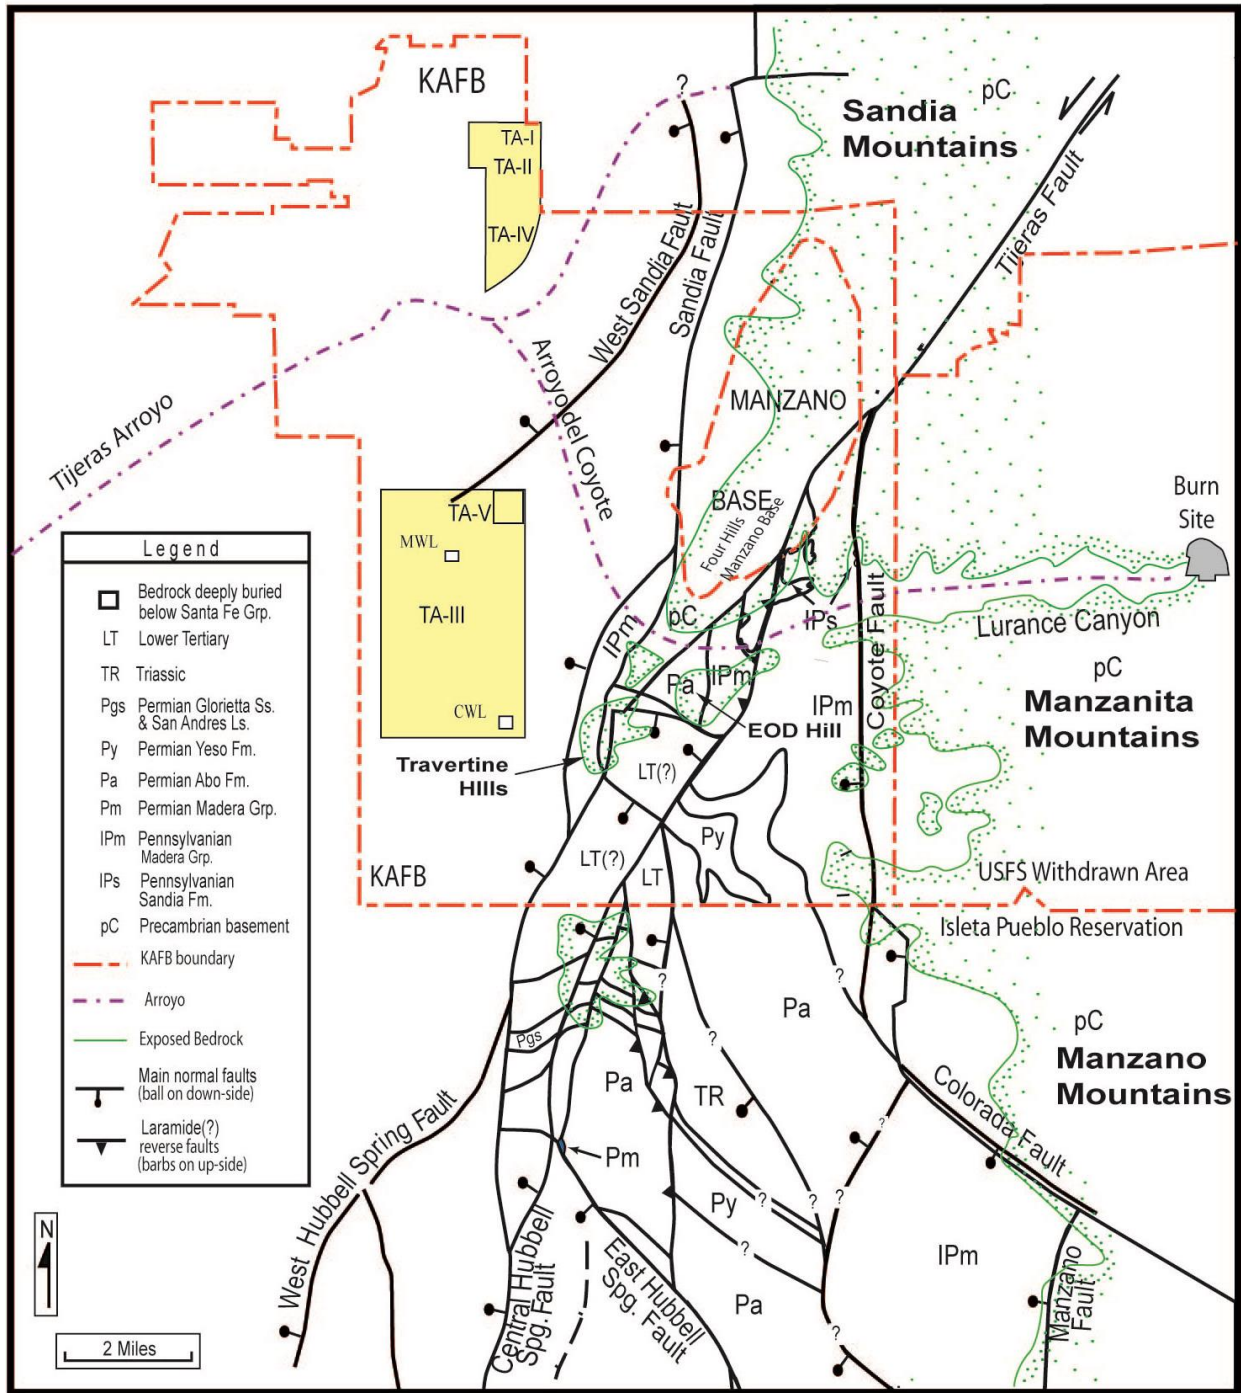 KAFB
?
pC
Sandia
Mountains
TA-I
TA-II
TA-IV
Tijeras Fault
West Sandia Fault
Sandia Fault
Arroyo del Coyote
Tijeras Arroyo
MANZANO
BASE
Four Hills
Manzano Base
Burn
Site
TA-V
MWL
TA-III
CWL
Legend
Bedrock deeply buried
below Santa Fe Grp.
LT Lower Tertiary
TR Triassic
Pgs Permian Glorietta Ss.
& San Andres Ls.
Py Permian Yeso Fm.
Pa Permian Abo Fm.
Pm Permian Madera Grp.
IPm Pennsylvanian
Madera Grp.
IPs Pennsylvanian
Sandia Fm.
pC Precambrian basement
KAFB boundary
Arroyo
Exposed Bedrock
Main normal faults
(ball on down-side)
Laramide(?)
reverse faults
(barbs on up-side)
IPm
pC
IPs
Coyote Fault
Lurance Canyon
pC
Manzanita
Mountains
Pa
IPm
IPm
EOD Hill
Travertine
HIlls
LT(?)
Py
LT(?)
LT
KAFB
USFS Withdrawn Area
Isleta Pueblo Reservation
?
?
Pa
pC
Manzano
Mountains
Pgs
?
Pa
TR
Colorada Fault
?
?
West Hubbell Spring Fault
Pm
Py
?
?
?
?
IPm
?
Pa
Central Hubbell
Spg. Fault
East Hubbell
Spg. Fault
Manzano
Fault
?
?
N
2 Miles